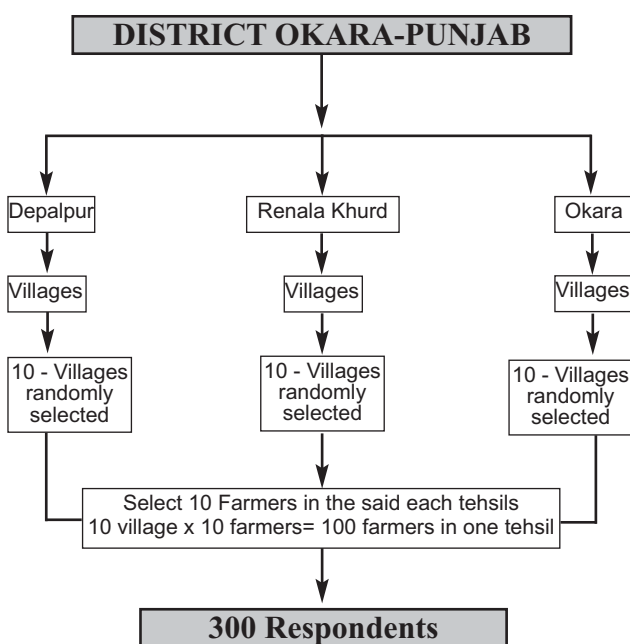 DISTRICT OKARA-PUNJAB
Depalpur
Renala Khurd
Okara
Villages
Villages
Villages
10 - Villages
randomly
selected
10 - Villages
randomly
selected
10 - Villages
randomly
selected
Select 10 Farmers in the said each tehsils
10 village x 10 farmers= 100 farmers in one tehsil
300 Respondents